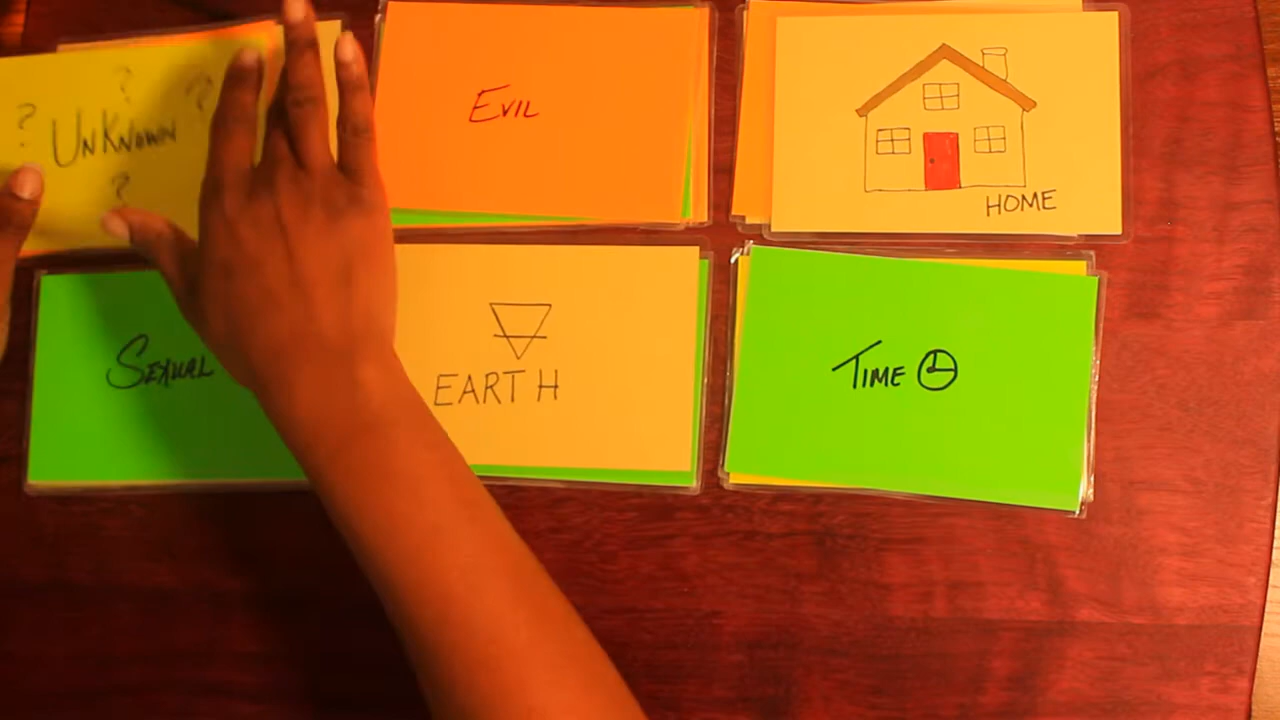 ? ? ?
UNKNOWN
?
EVIL
HOME
SEXUAL
EARTH
TIME